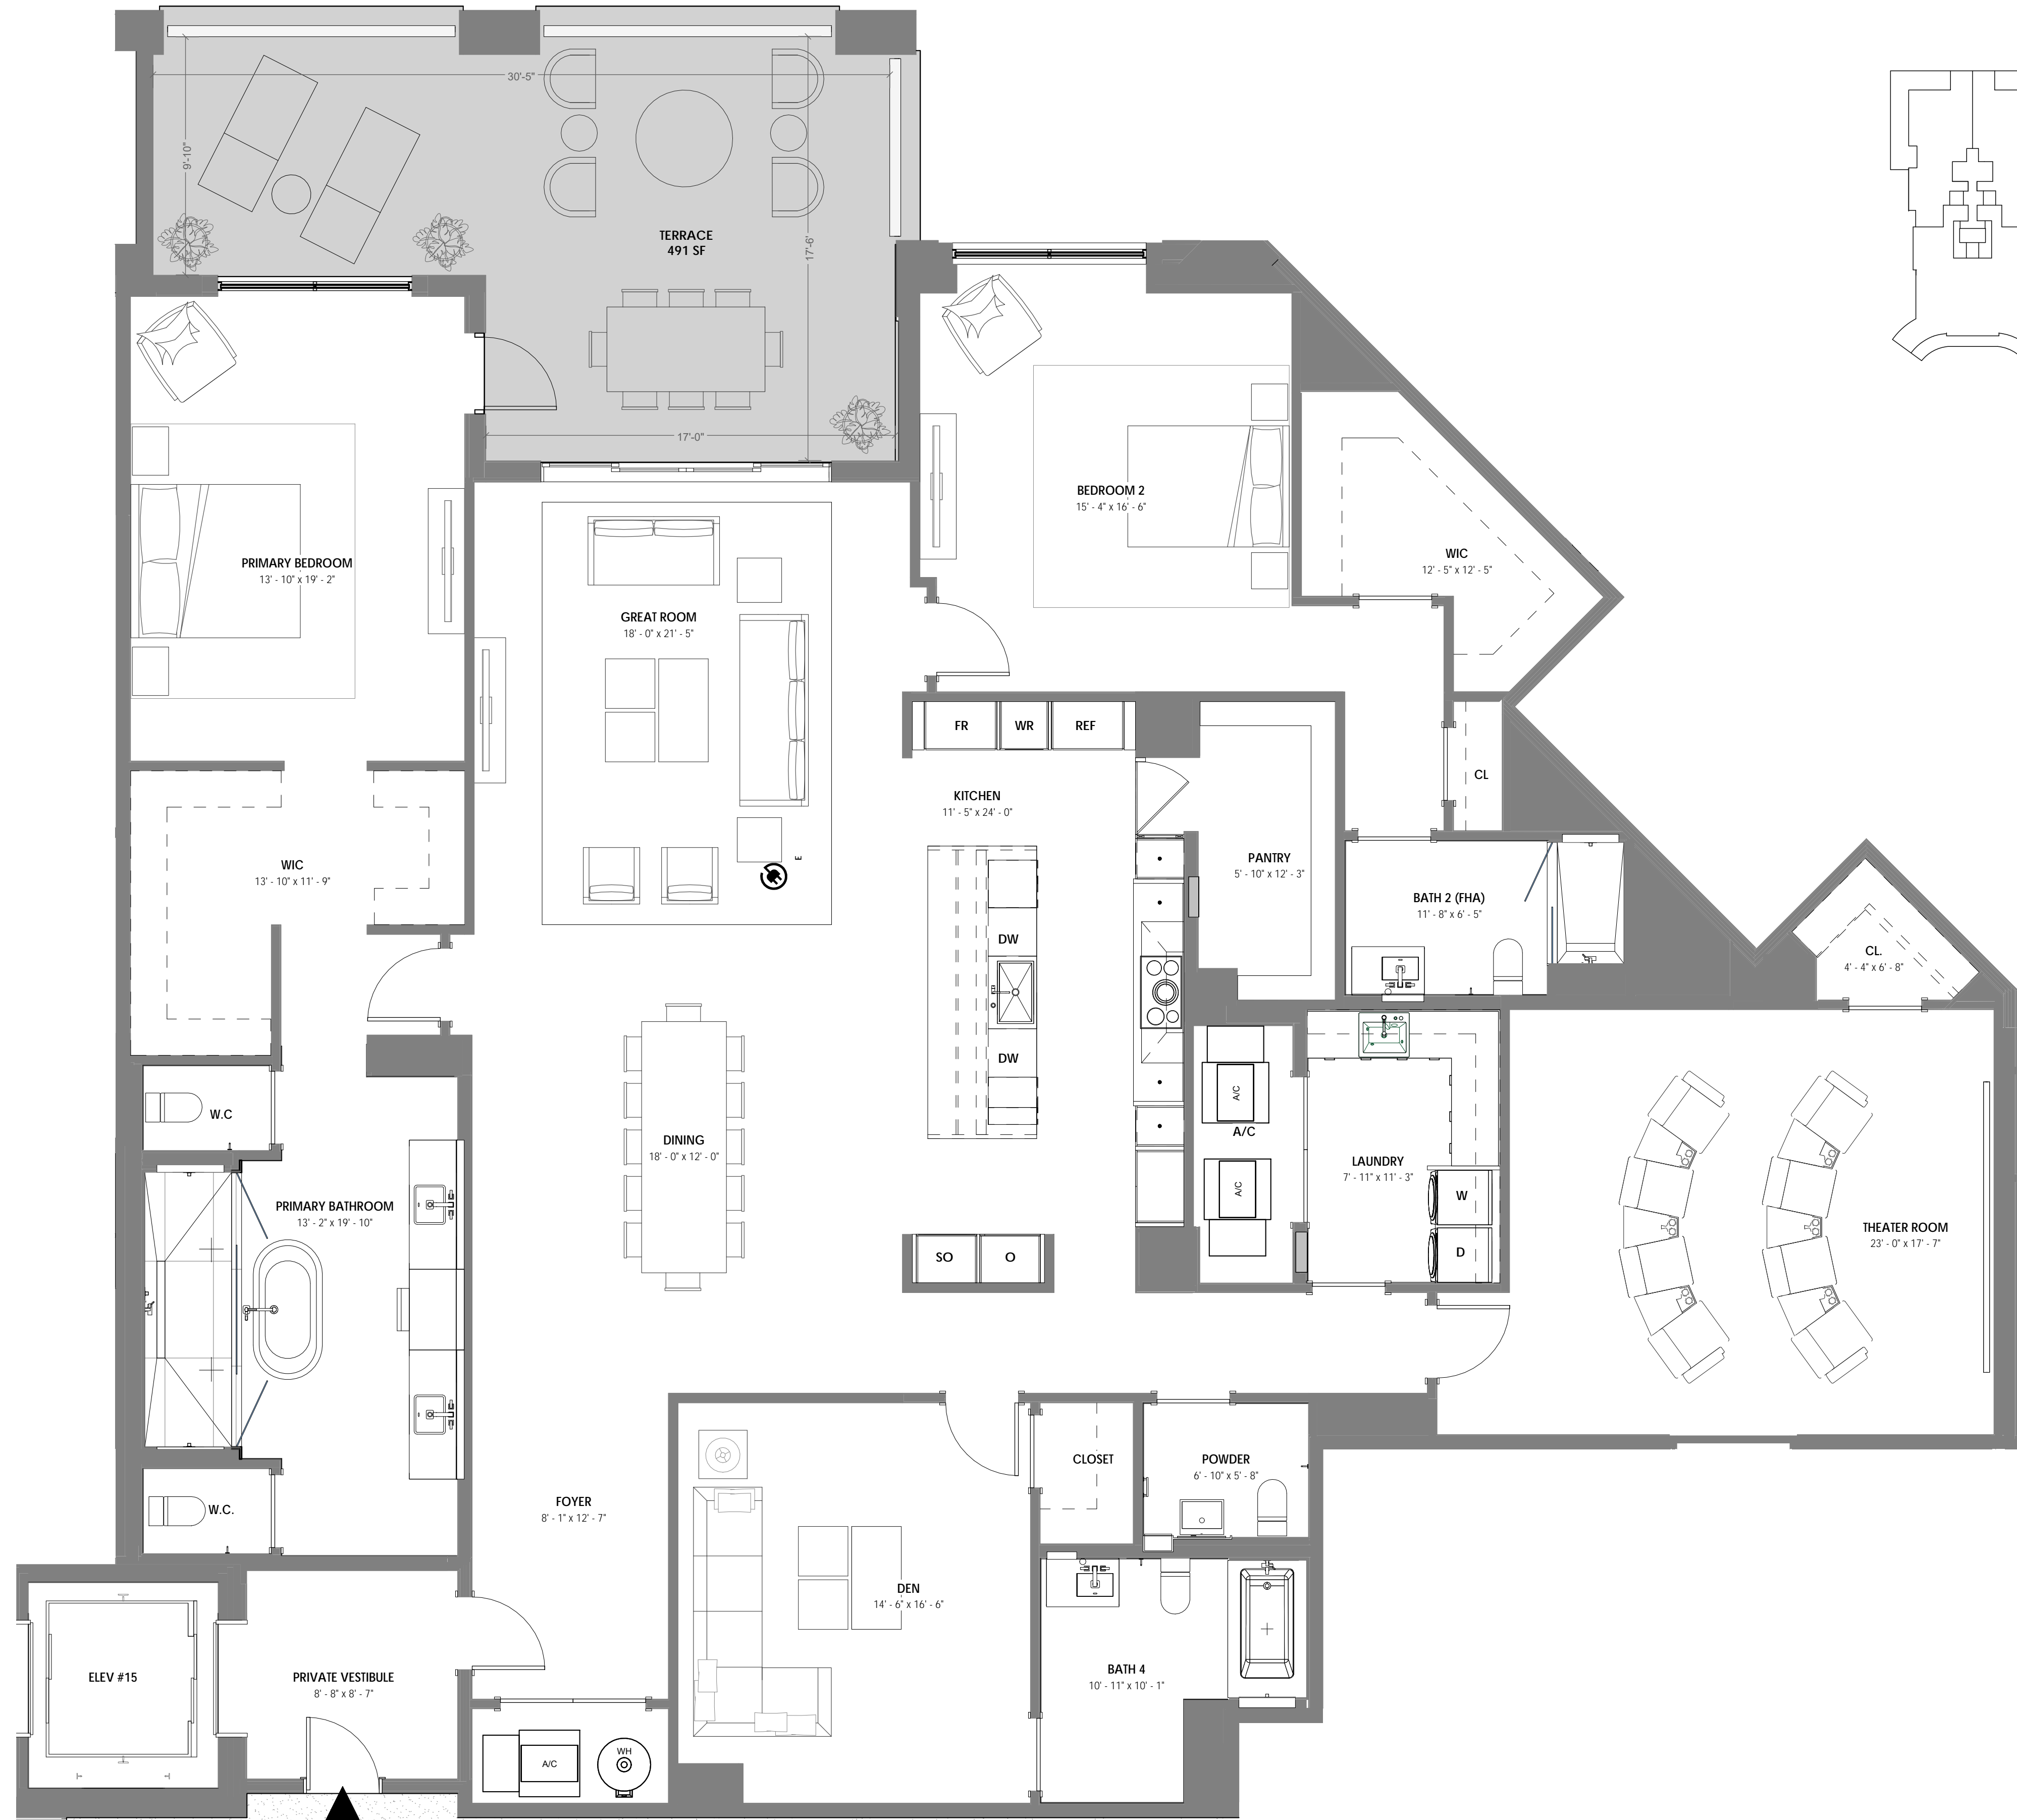 30'-5"
9'-10"
TERRACE
491 SF
17'-6'
17'-0"
BEDROOM 2
15' - 4" x 16' - 6"
WIC
12' - 5" x 12' - 5"
PRIMARY BEDROOM
13' - 10" x 19' - 2"
GREAT ROOM
18' - 0" x 21' - 5"
FR
WR
REF
CL
KITCHEN
11' - 5" x 24' - 0"
WIC
13' - 10" x 11' - 9"
E
PANTRY
5' - 10" x 12' - 3"
BATH 2 (FHA)
11' - 8" x 6' - 5"
CL.
4' - 4" x 6' - 8"
DW
DW
A/C
A/C
A/C
W.C
DINING
18' - 0" x 12' - 0"
LAUNDRY
7' - 11" x 11' - 3"
W
D
PRIMARY BATHROOM
13' - 2" x 19' - 10"
THEATER ROOM
23' - 0" x 17' - 7"
SO
O
CLOSET
POWDER
6' - 10" x 5' - 8"
W.C.
FOYER
8' - 1" x 12' - 7"
DEN
14' - 6" x 16' - 6"
ELEV #15
PRIVATE VESTIBULE
8' - 8" x 8' - 7"
BATH 4
10' - 11" x 10' - 1"
A/C
WH